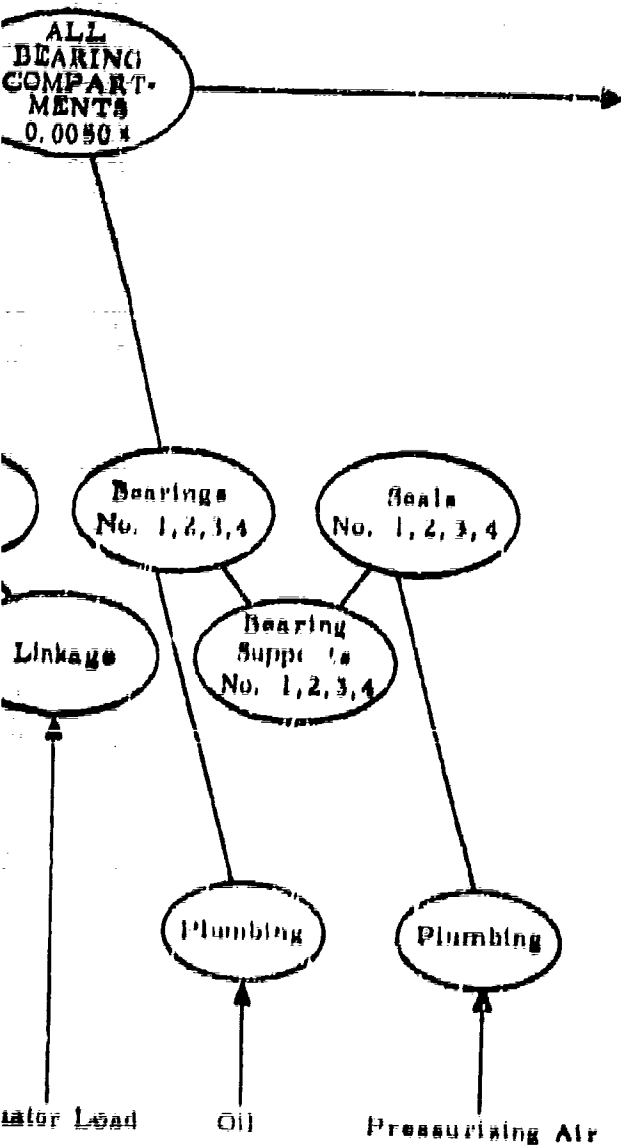 ALL
BEARING
COMPART-
MENTS
0.0050
Bearings
No. 1,2,3,4
Seals
No. 1,2,3,4
Linkage
Bearing
No. 1,2,3,4
Plumbing
Plumbing
Load
Oil
Pressurizing Air